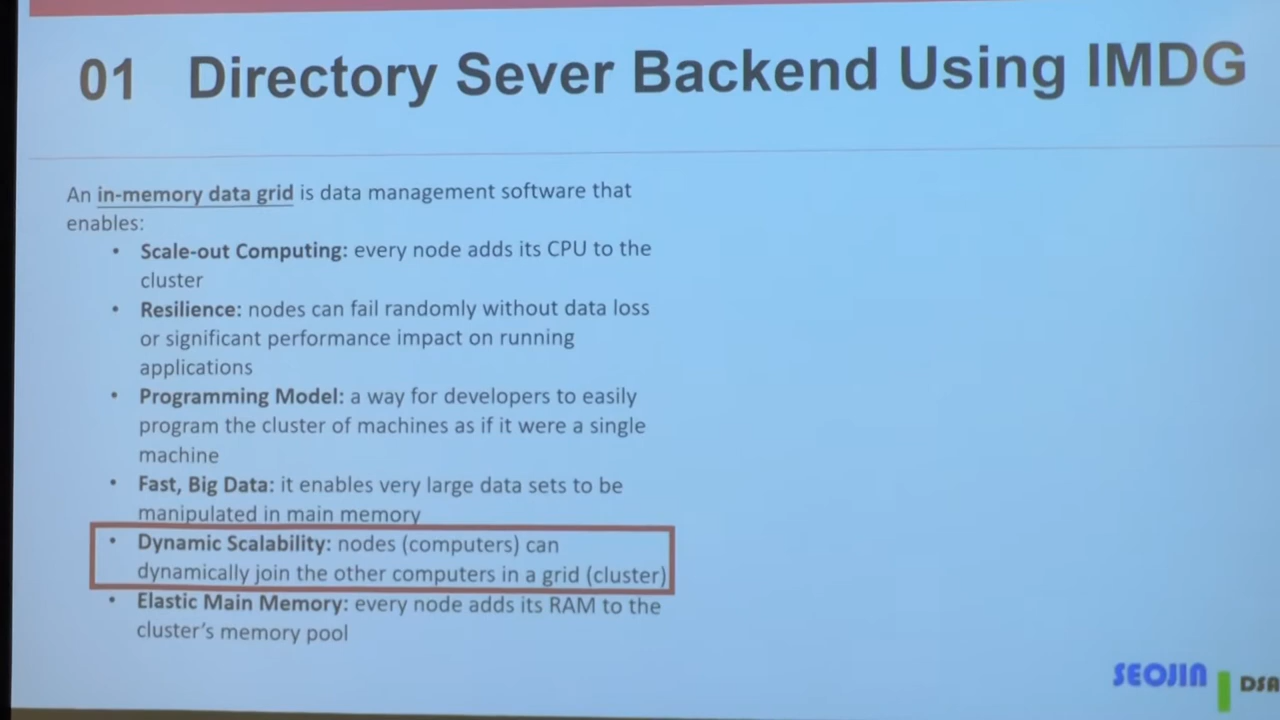 01 Directory Sever Backend Using IMDG
An in-memory data grid is data management software that
enables:
• Scale-out Computing: every node adds its CPU to the
cluster
• Resilience: nodes can fail randomly without data loss
or significant performance impact on running
applications
• Programming Model: a way for developers to easily
program the cluster of machines as if it were a single
machine
• Fast, Big Data: it enables very large data sets to be
manipulated in main memory
• Dynamic Scalability: nodes (computers) can
dynamically join the other computers in a grid (cluster)
• Elastic Main Memory: every node adds its RAM to the
cluster's memory pool
SEOJIN DSA